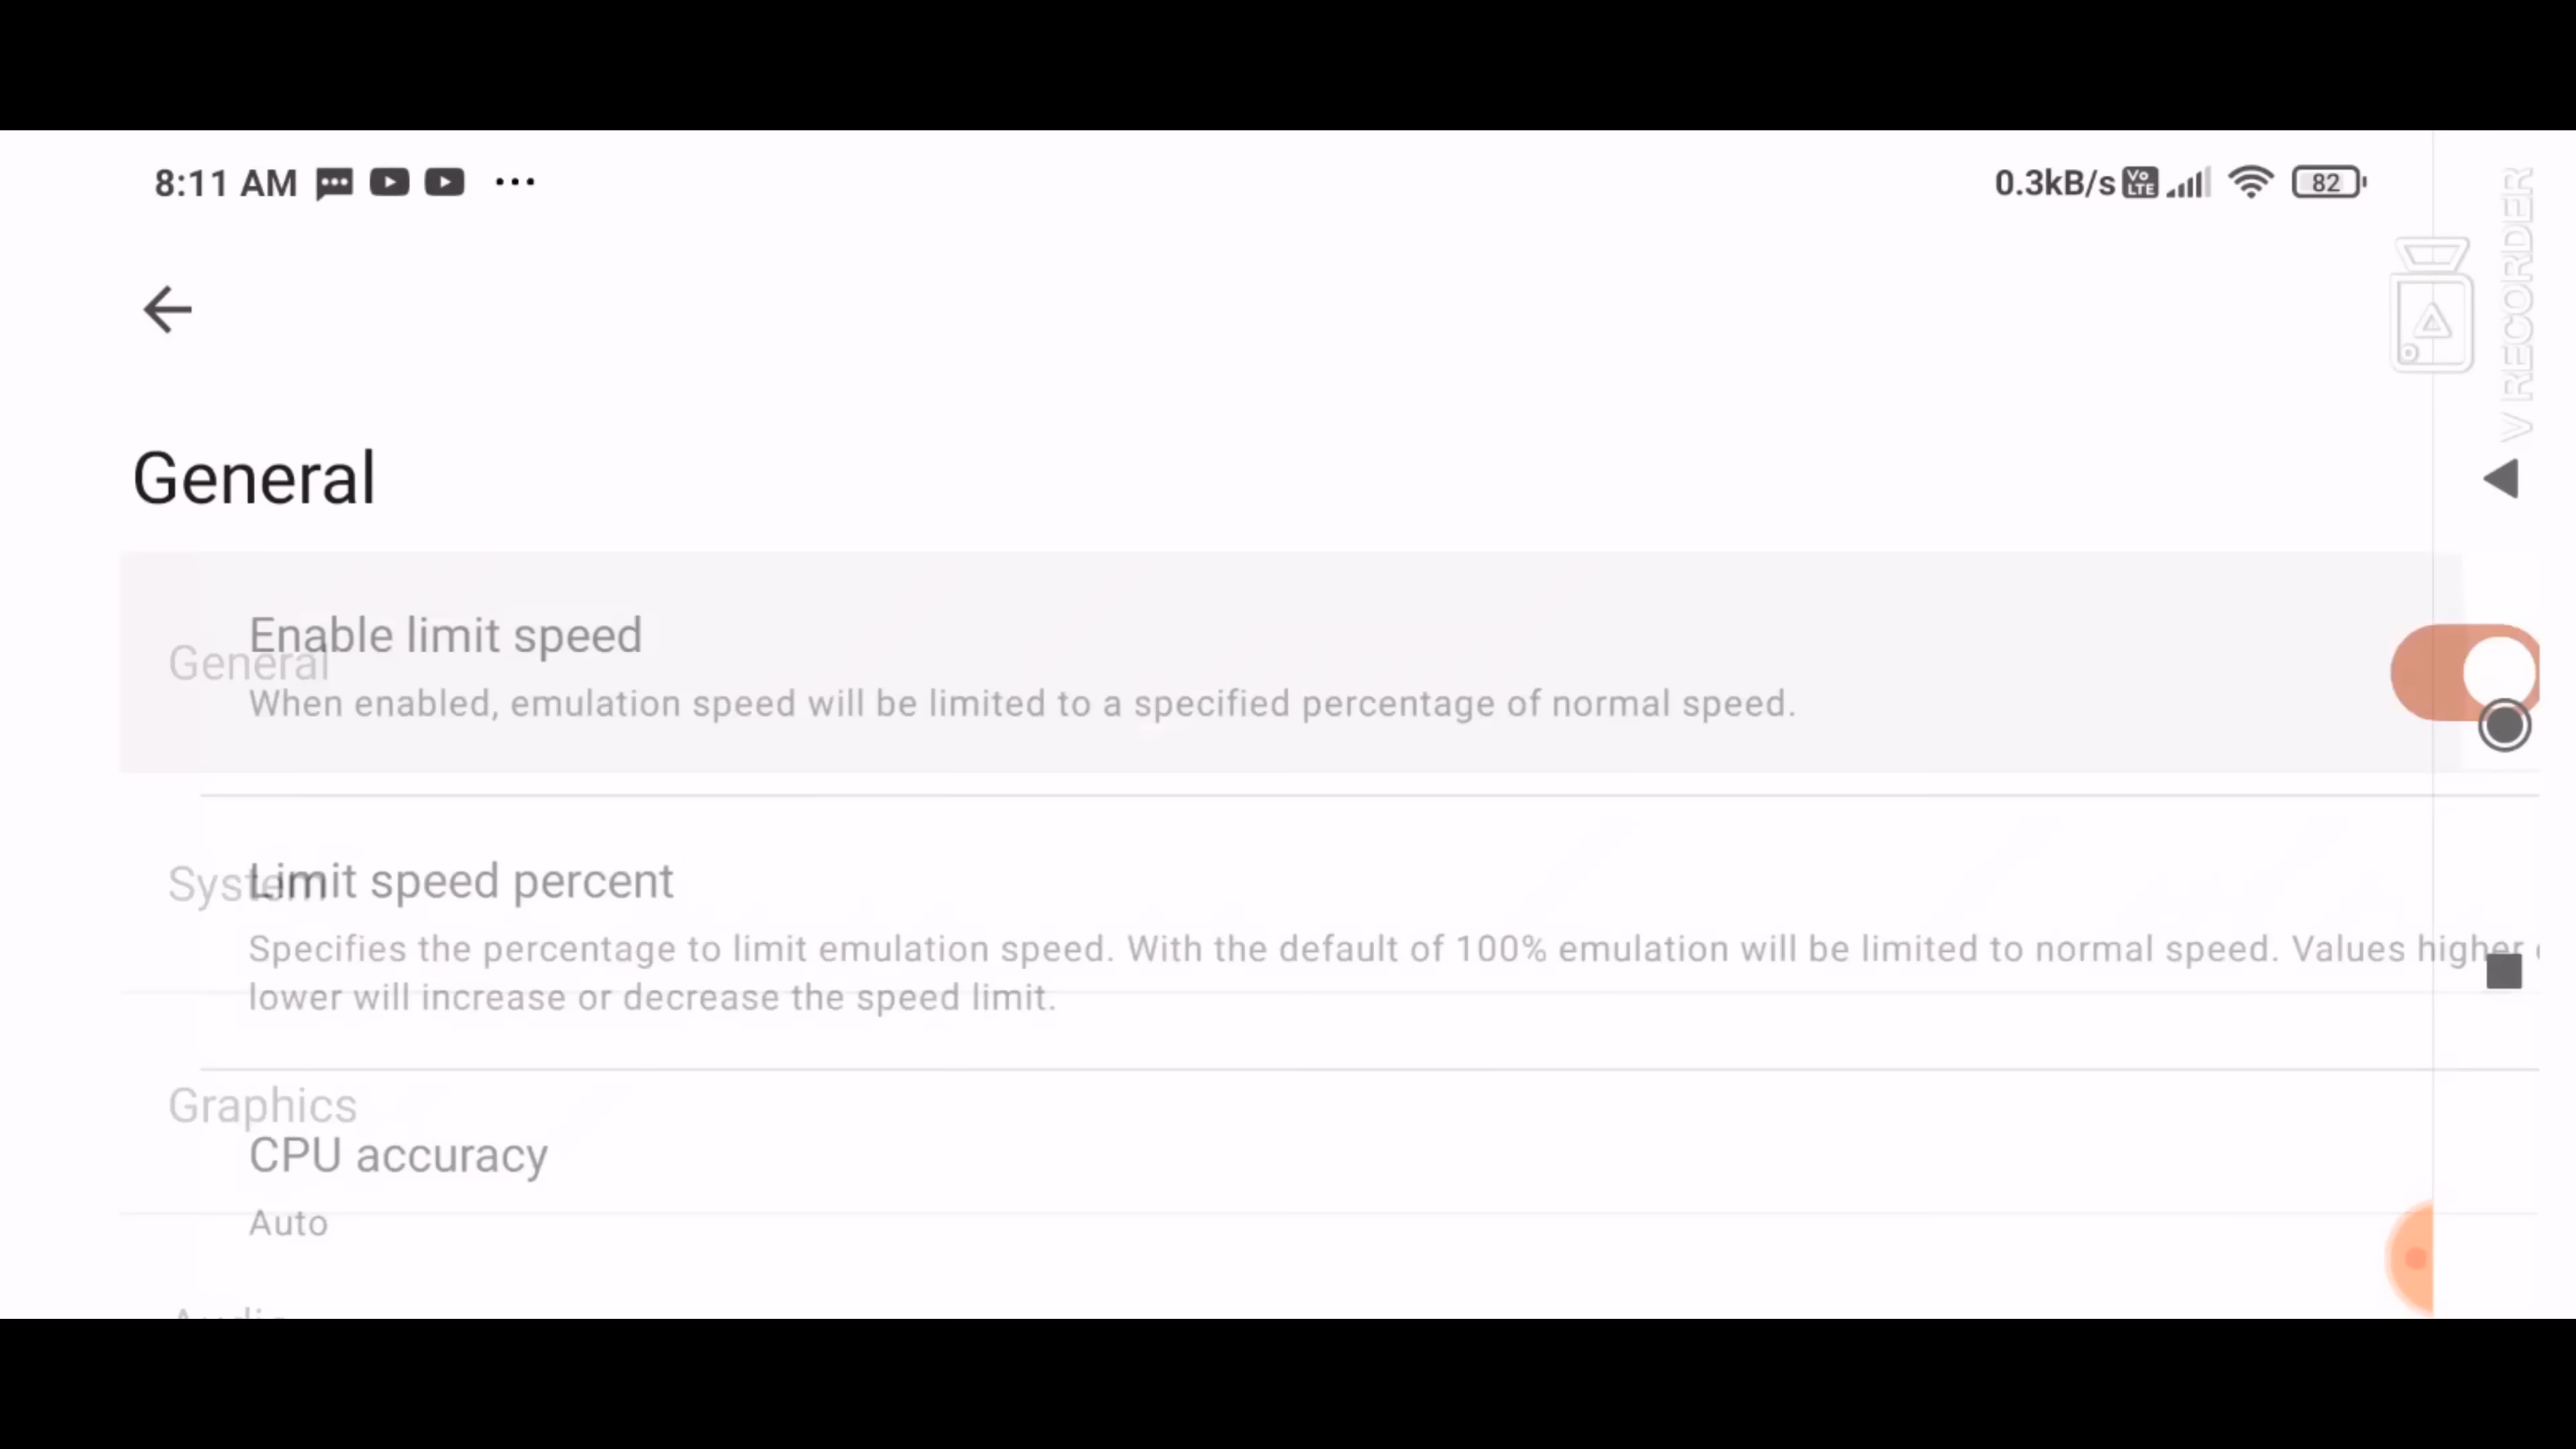 8:11 AM
0.3kB/s Vo LTE 82
V RECORDER
General
General
Enable limit speed
When enabled, emulation speed will be limited to a specified percentage of normal speed.
System
Limit speed percent
Specifies the percentage to limit emulation speed. With the default of 100% emulation will be limited to normal speed. Values higher
lower will increase or decrease the speed limit.
Graphics
CPU accuracy
Auto
Audio